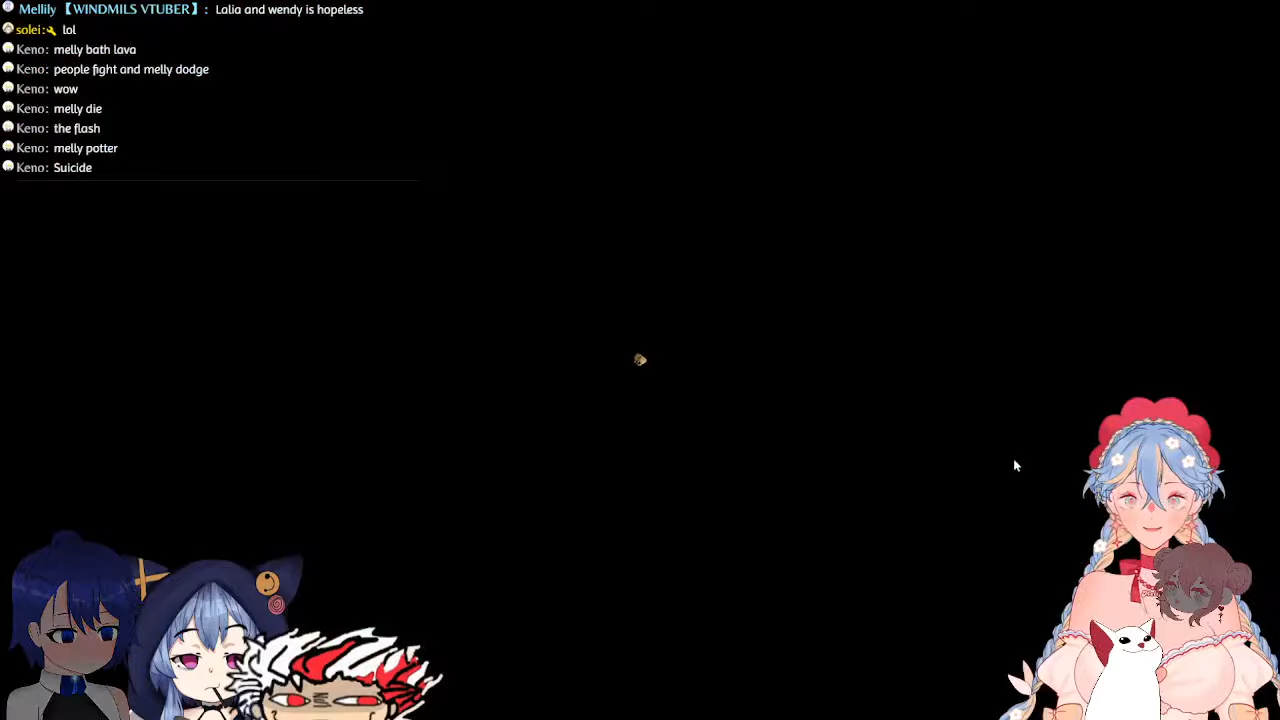 Mellily 【WINDMILS VTUBER】: Lalia and wendy is hopeless
solei: lol
Keno: melly bath lava
Keno: people fight and melly dodge
Keno: wow
Keno: melly die
Keno: the flash
Keno: melly potter
Keno: Suicide